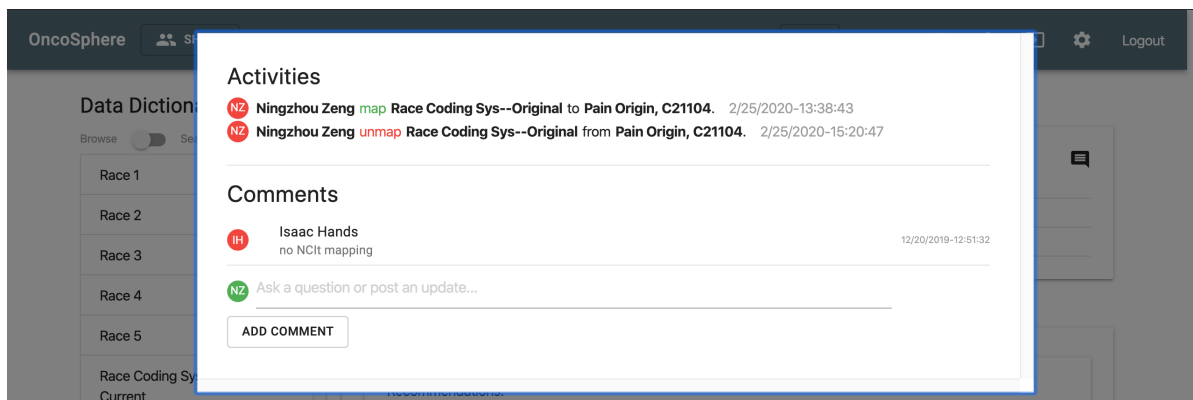 OncoSphere
Logout
Data Diction
Browse
Race 1
Race 2
Race 3
Race 4
Race 5
Race Coding Sy
Current
Activities
NZ Ningzhou Zeng map Race Coding Sys--Original to Pain Origin, C21104. 2/25/2020-13:38:43
NZ Ningzhou Zeng unmap Race Coding Sys--Original from Pain Origin, C21104. 2/25/2020-15:20:47
Comments
IH Isaac Hands
no NCIt mapping
12/20/2019-12:51:32
NZ Ask a question or post an update...
ADD COMMENT
Recommendations: